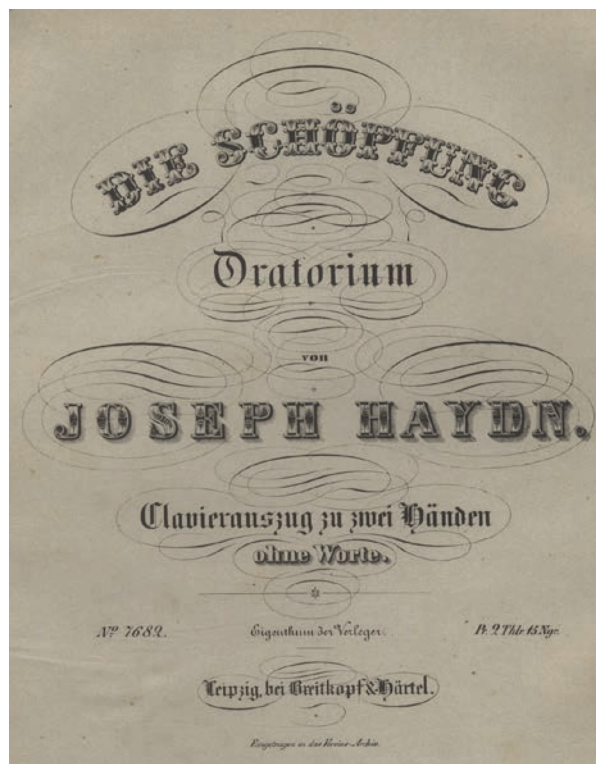 DIE SCHÖPFUNG
Oratorium
von
JOSEPH HAYDN.
Clavierauszug zu zwei Händen
ohne Worte.
No. 7682. Eigenthum der Verleger. Pr. 2 Thlr. 15 Ngr.
Leipzig, bei Breitkopf & Härtel.
Eingetragen in das Vereins-Archiv.